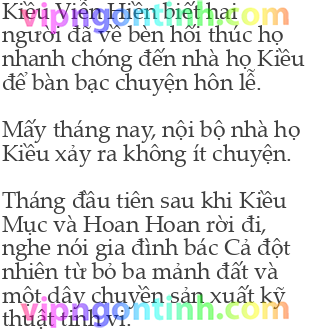 Kiều Viễn Hiền biết hai
người đã về bèn hối thúc họ
nhanh chóng đến nhà họ Kiều
để bàn bạc chuyện hôn lễ.
Mấy tháng nay, nội bộ nhà họ
Kiều xảy ra không ít chuyện.
Tháng đầu tiên sau khi Kiều
Mục và Hoan Hoan rời đi,
nghe nói gia đình bác Cả đột
nhiên từ bỏ ba mảnh đất và
một dây chuyền sản xuất kỹ
thuật tinh vi.
vipngontinh.com
vipngontinh.com